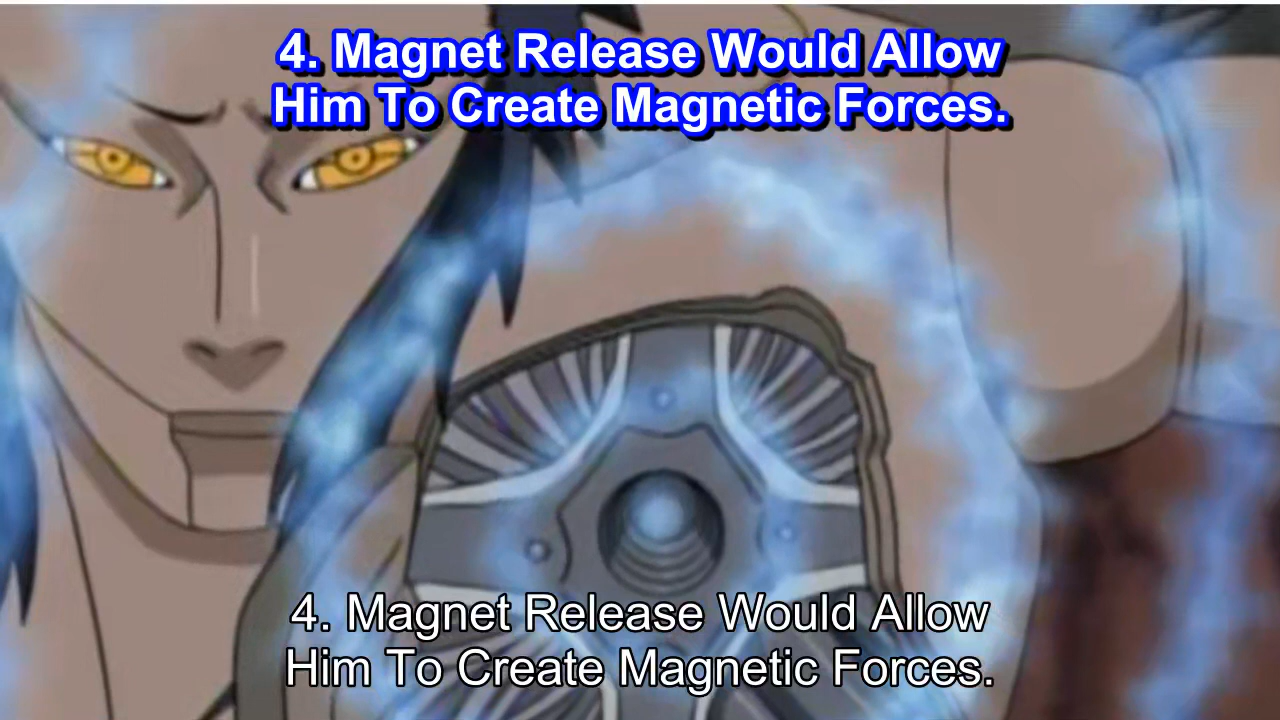 4. Magnet Release Would Allow
Him To Create Magnetic Forces.
4. Magnet Release Would Allow
Him To Create Magnetic Forces.